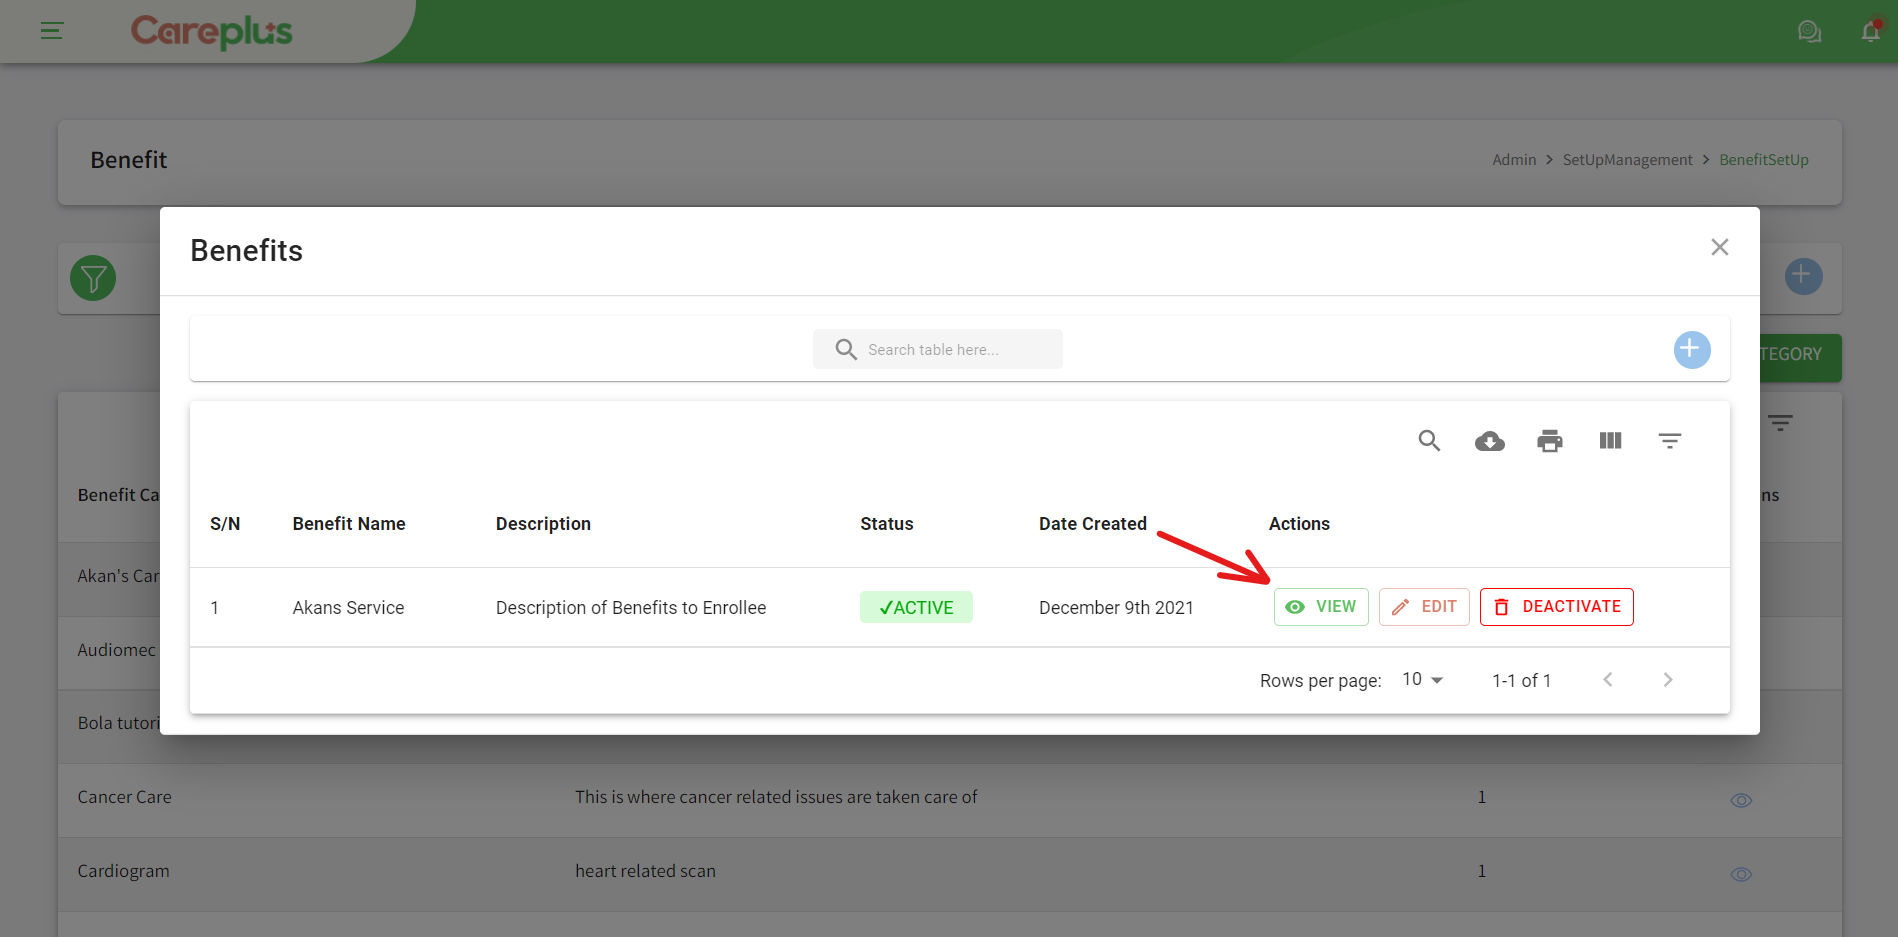 Careplus
Benefit
Admin > SetUpManagement > BenefitSetUp
Benefits
Search table here...
TEGORY
Benefit Ca
ns
S/N Benefit Name Description Status Date Created Actions
Akan's Car
1 Akans Service Description of Benefits to Enrollee ✓ACTIVE December 9th 2021 VIEW EDIT DEACTIVATE
Audiomec
Rows per page: 10 1-1 of 1
Bola tutori
Cancer Care This is where cancer related issues are taken care of 1
Cardiogram heart related scan 1